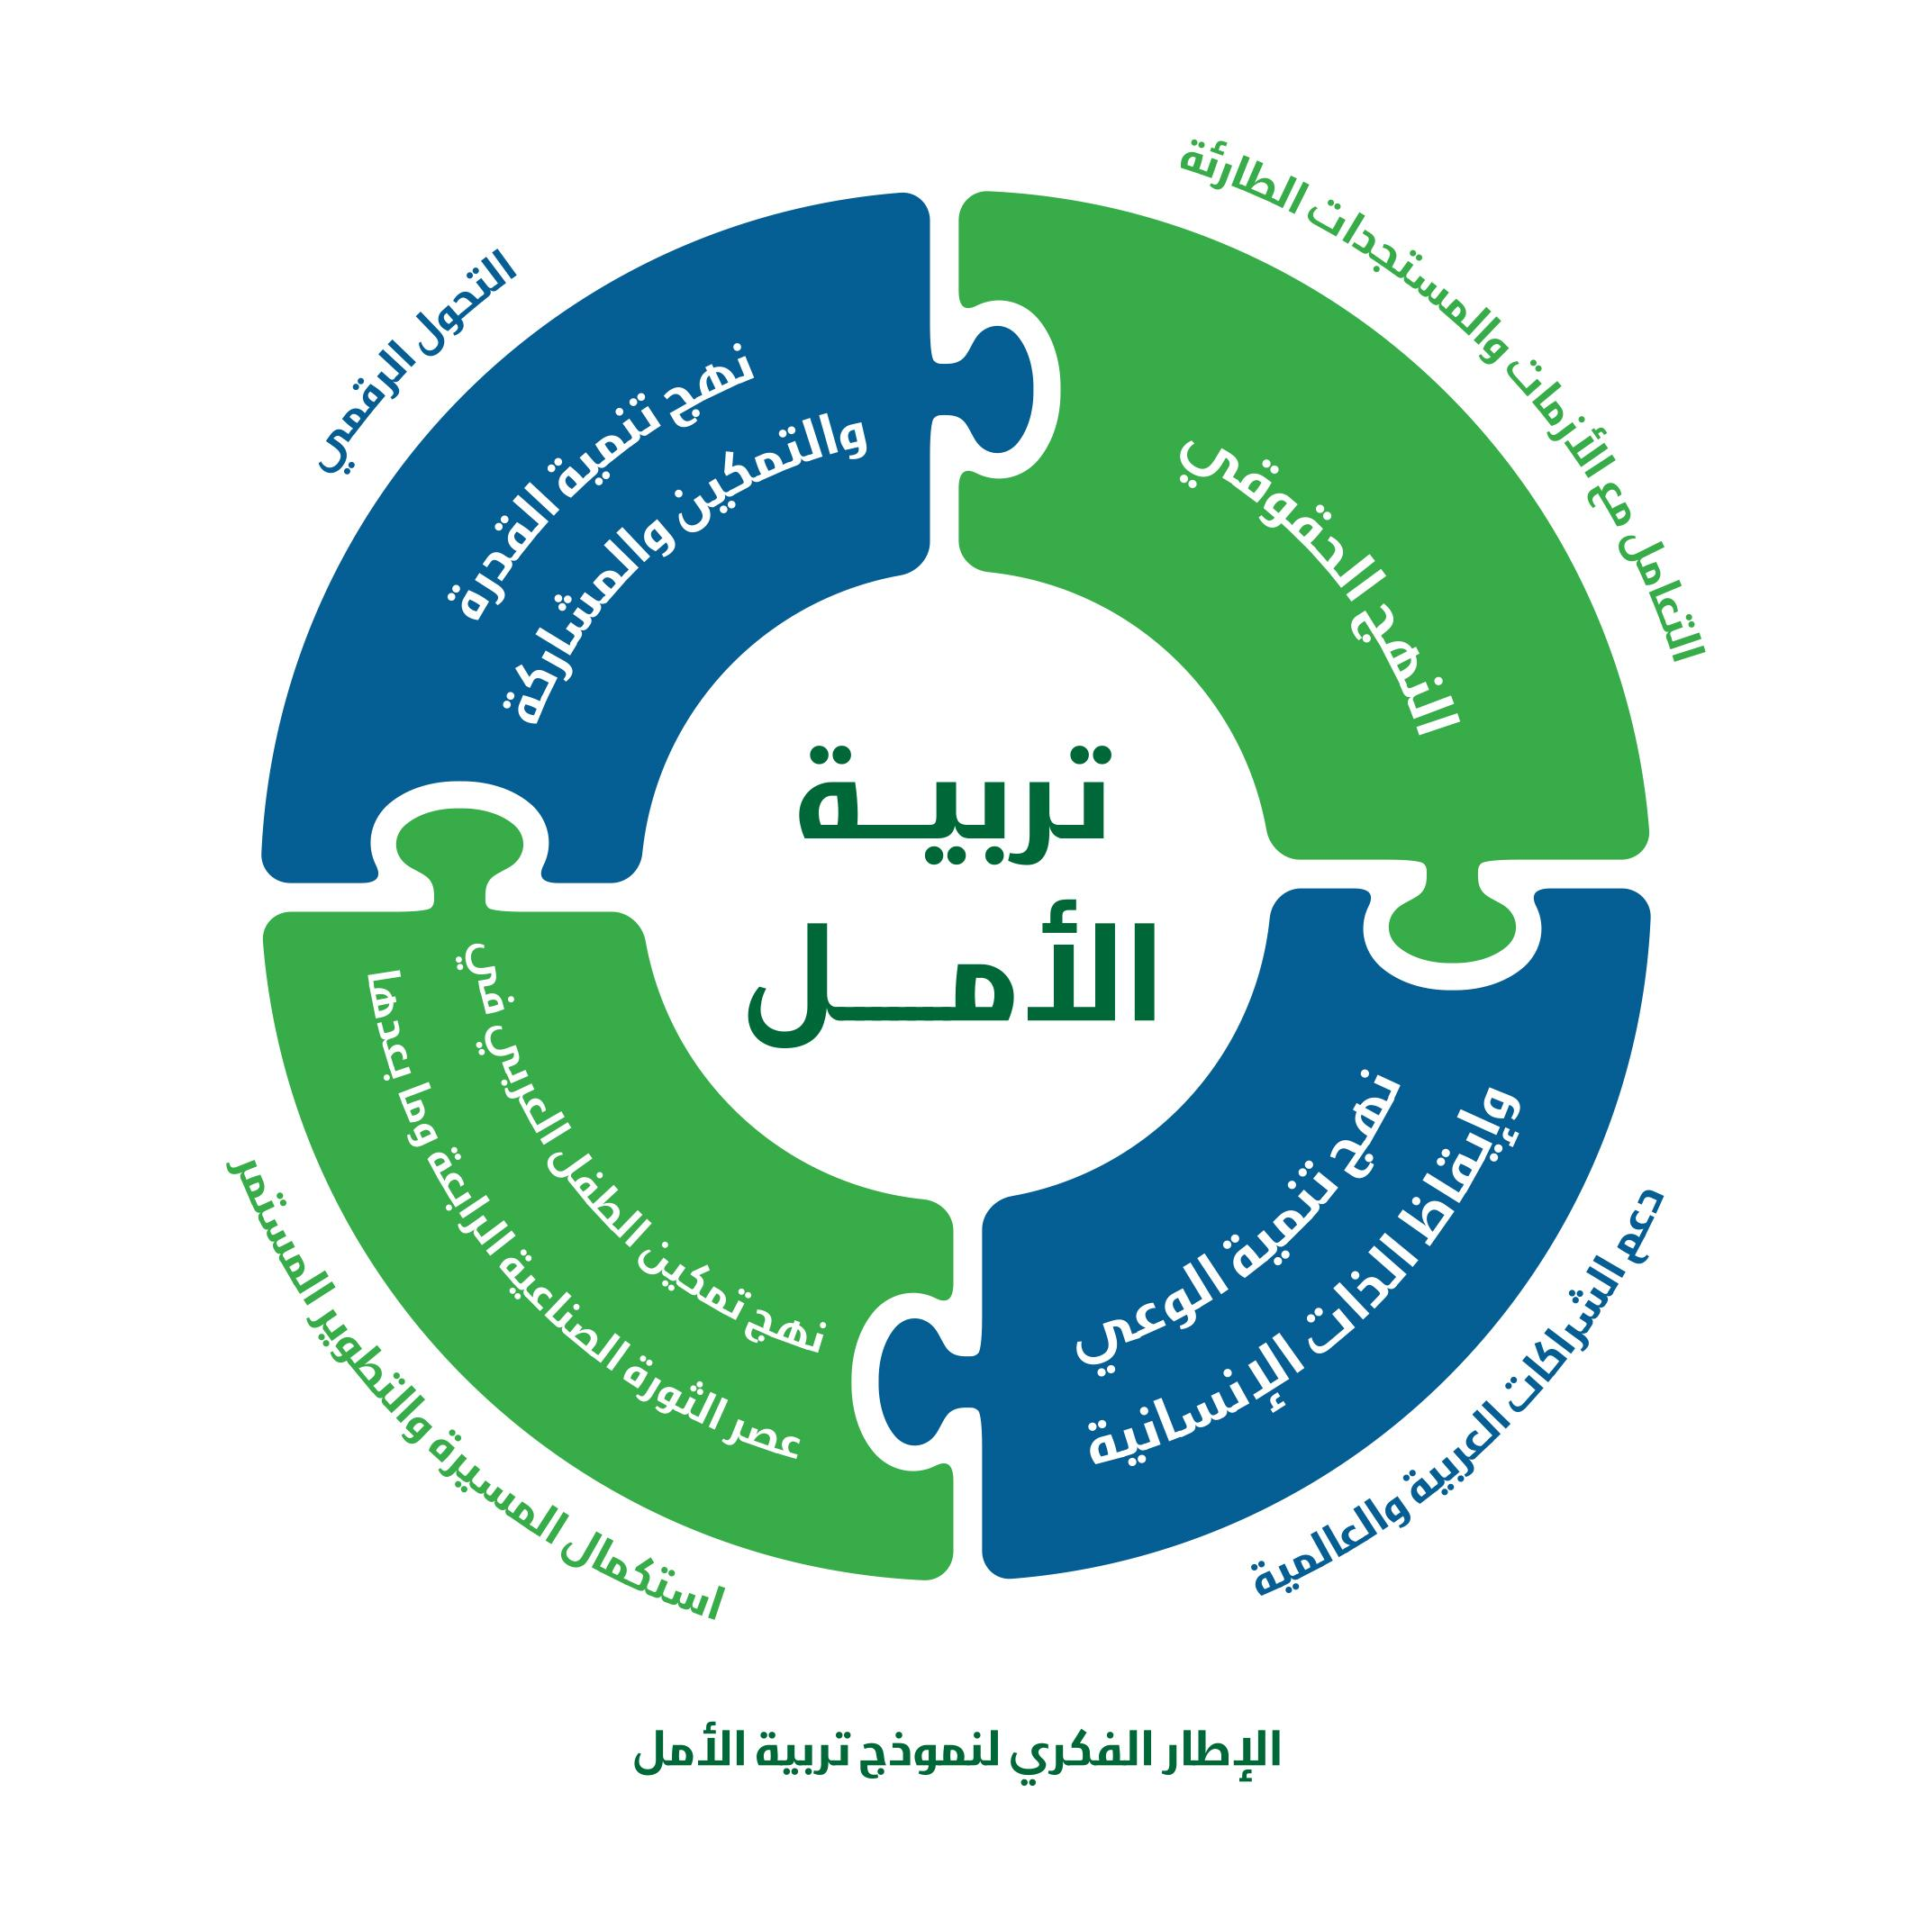 التعامل مع الأزمات والمستجدات الطارئة
النهج الحقوقي
التحول الرقمي
نهج تنمية القدرة
والتمكين والمشاركة
تربيـة
الأمـل
نهج تنمية الوعي
وإيقاظ الذات الإنسانية
دعم الشراكات العربية والعالمية
نهج تمكين الطفل العربي في
عصر الثورة الصناعية الرابعة وما بعدها
استكمال المسيرة والتطوير المستمر
الإطار الفكري لنموذج تربية الأمل